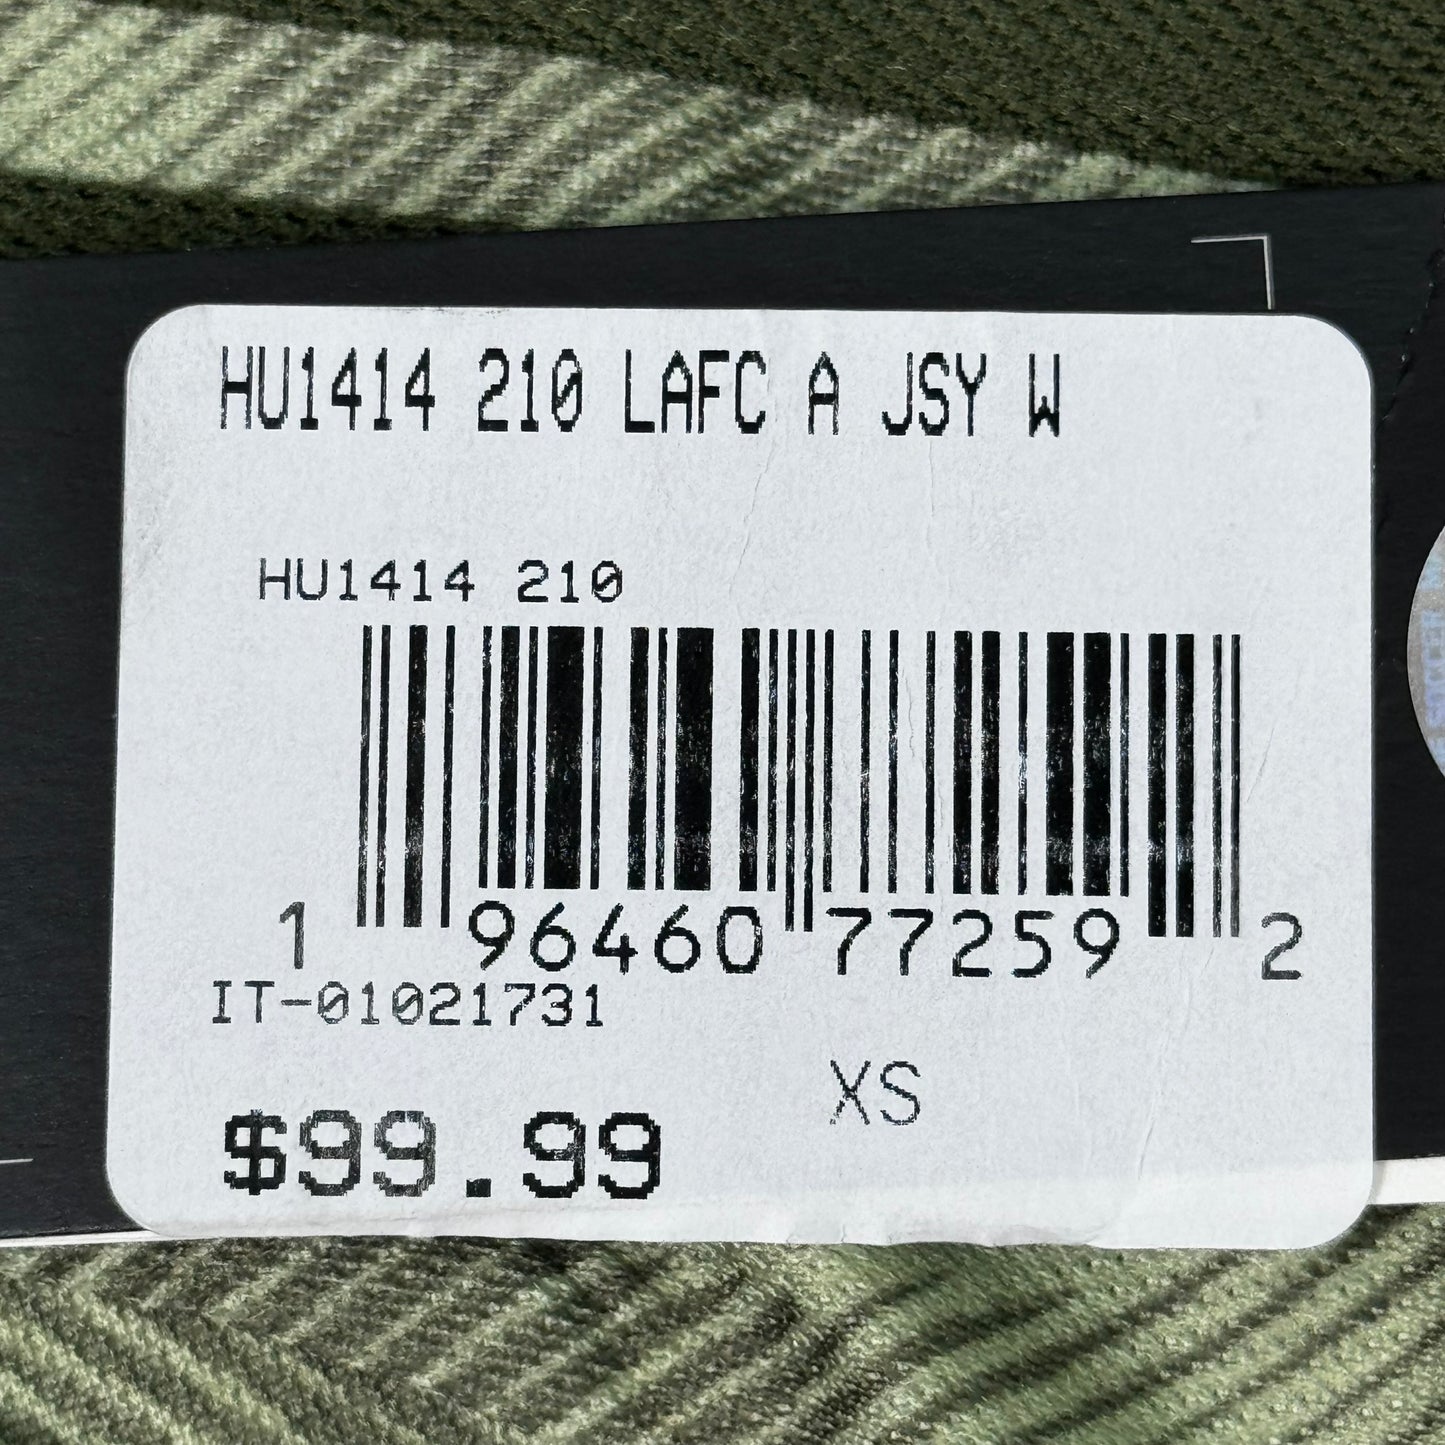 HU1414 210 LAFC A JSY W
HU1414 210
1 96460 77259 2
IT-01021731
XS
$99.99